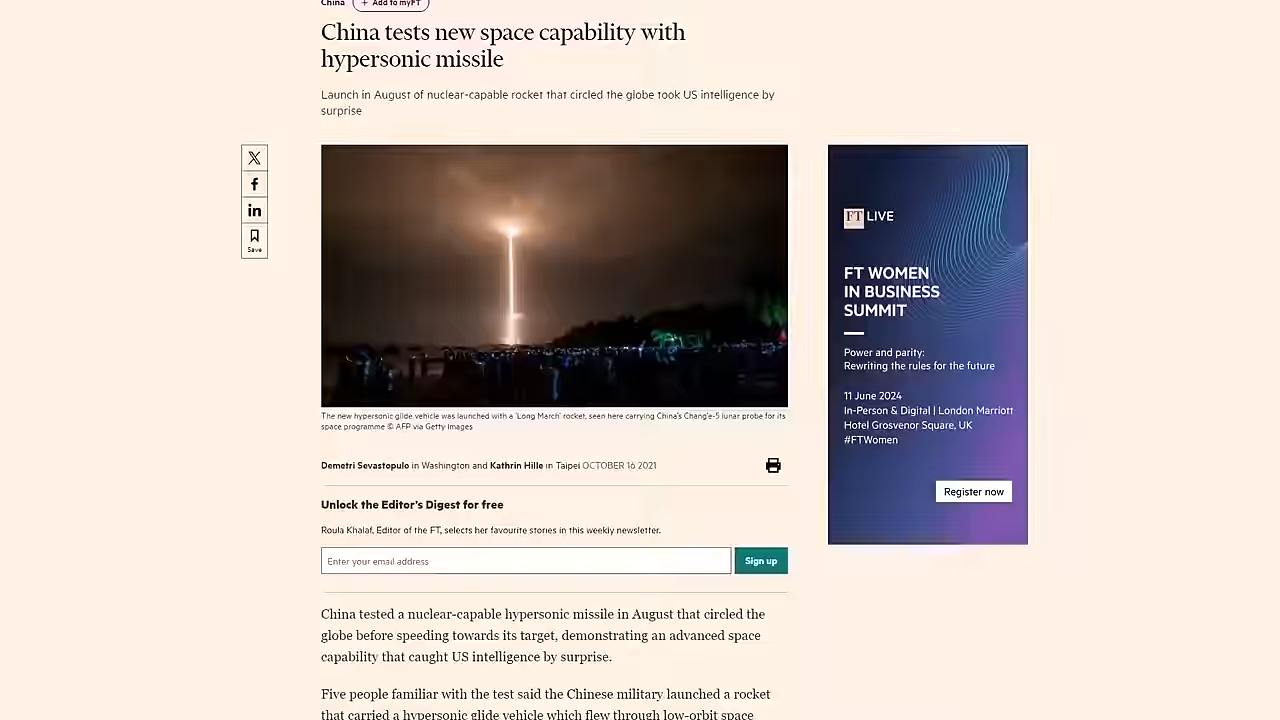 China + Add to myFT
China tests new space capability with
hypersonic missile
Launch in August of nuclear-capable rocket that circled the globe took US intelligence by
surprise
Save
The new hypersonic glide vehicle was launched with a 'Long March' rocket, seen here carrying China's Chang'e-5 lunar probe for its
space programme © AFP via Getty Images
Demetri Sevastopulo in Washington and Kathrin Hille in Taipei OCTOBER 16 2021
Unlock the Editor's Digest for free
Roula Khalaf, Editor of the FT, selects her favourite stories in this weekly newsletter.
Enter your email address
Sign up
China tested a nuclear-capable hypersonic missile in August that circled the
globe before speeding towards its target, demonstrating an advanced space
capability that caught US intelligence by surprise.
Five people familiar with the test said the Chinese military launched a rocket
that carried a hypersonic glide vehicle which flew through low-orbit space
FT LIVE
FT WOMEN
IN BUSINESS
SUMMIT
Power and parity:
Rewriting the rules for the future
11 June 2024
In-Person & Digital | London Marriott
Hotel Grosvenor Square, UK
#FTWomen
Register now